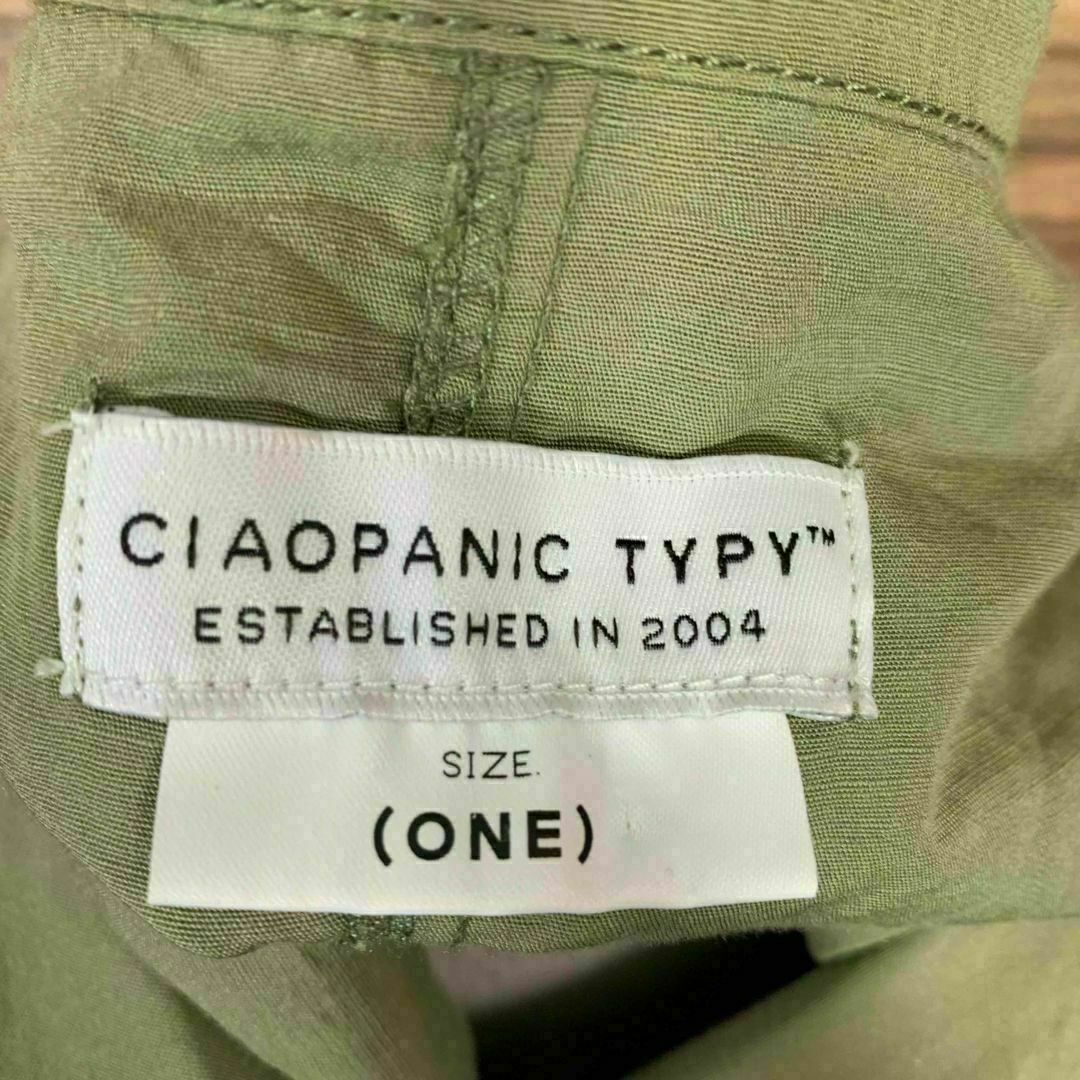 CIAOPANIC TYPY™
ESTABLISHED IN 2004
SIZE.
(ONE)